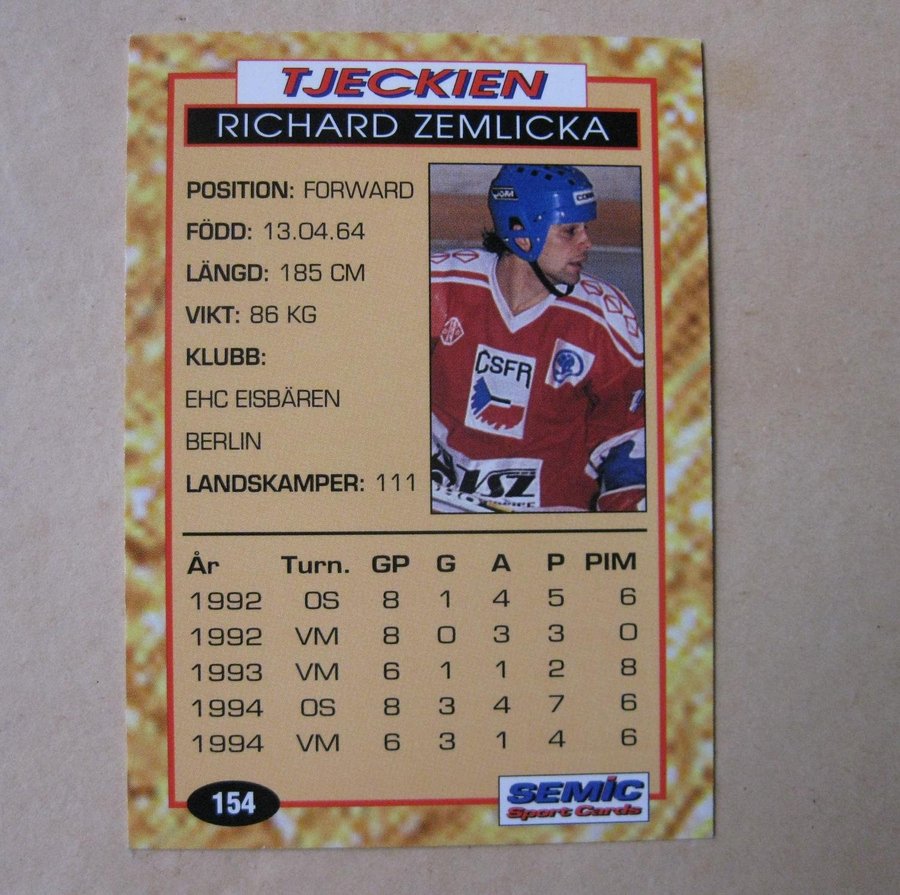 TJECKIEN
RICHARD ZEMLICKA
POSITION: FORWARD
FÖDD: 13.04.64
LÄNGD: 185 CM
VIKT: 86 KG
KLUBB:
EHC EISBÄREN
BERLIN
LANDSKAMPER: 111
ČSFR
År Turn. GP G A P PIM
1992 OS 8 1 4 5 6
1992 VM 8 0 3 3 0
1993 VM 6 1 1 2 8
1994 OS 8 3 4 7 6
1994 VM 6 3 1 4 6
154
SEMIC
Sport Cards